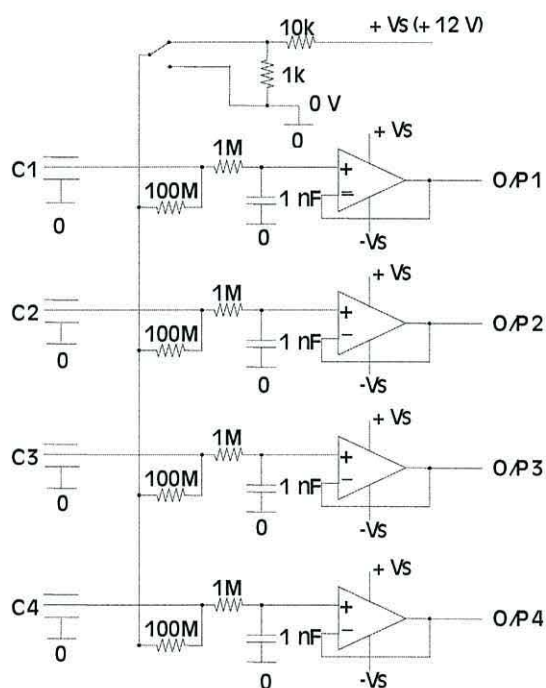 10k + Vs (+ 12 V)
1k
0 V
0
+ Vs
1M
C1 + O/P1
100M 1 nF =
0 0 -Vs
+ Vs
1M
C2 + O/P2
100M 1 nF −
0 0 -Vs
+ Vs
1M
C3 + O/P3
100M 1 nF −
0 0 -Vs
+ Vs
1M
C4 + O/P4
100M 1 nF −
0 0 -Vs